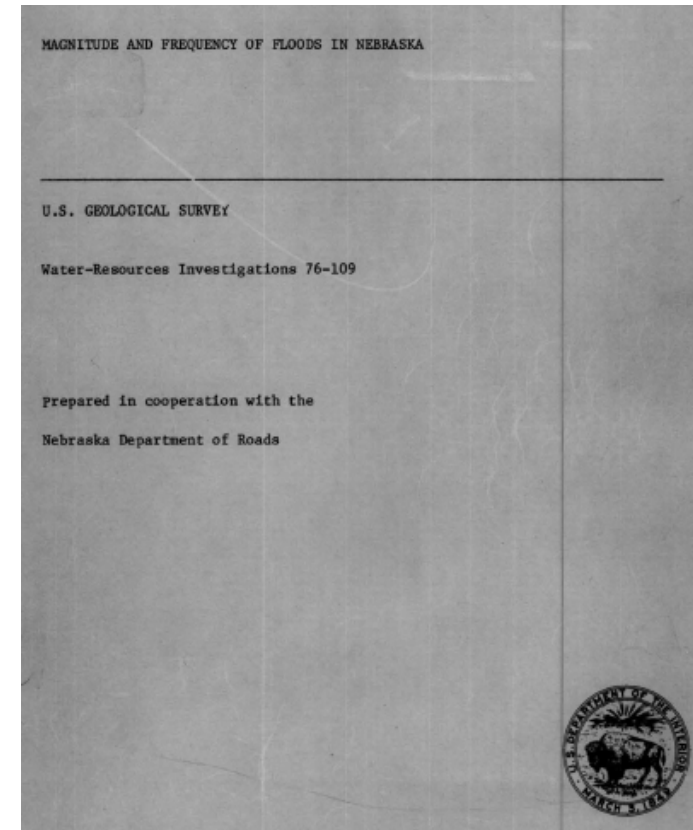 MAGNITUDE AND FREQUENCY OF FLOODS IN NEBRASKA
U.S. GEOLOGICAL SURVEY
Water-Resources Investigations 76-109
Prepared in cooperation with the
Nebraska Department of Roads
U.S. DEPARTMENT OF THE INTERIOR
MARCH 3, 1849